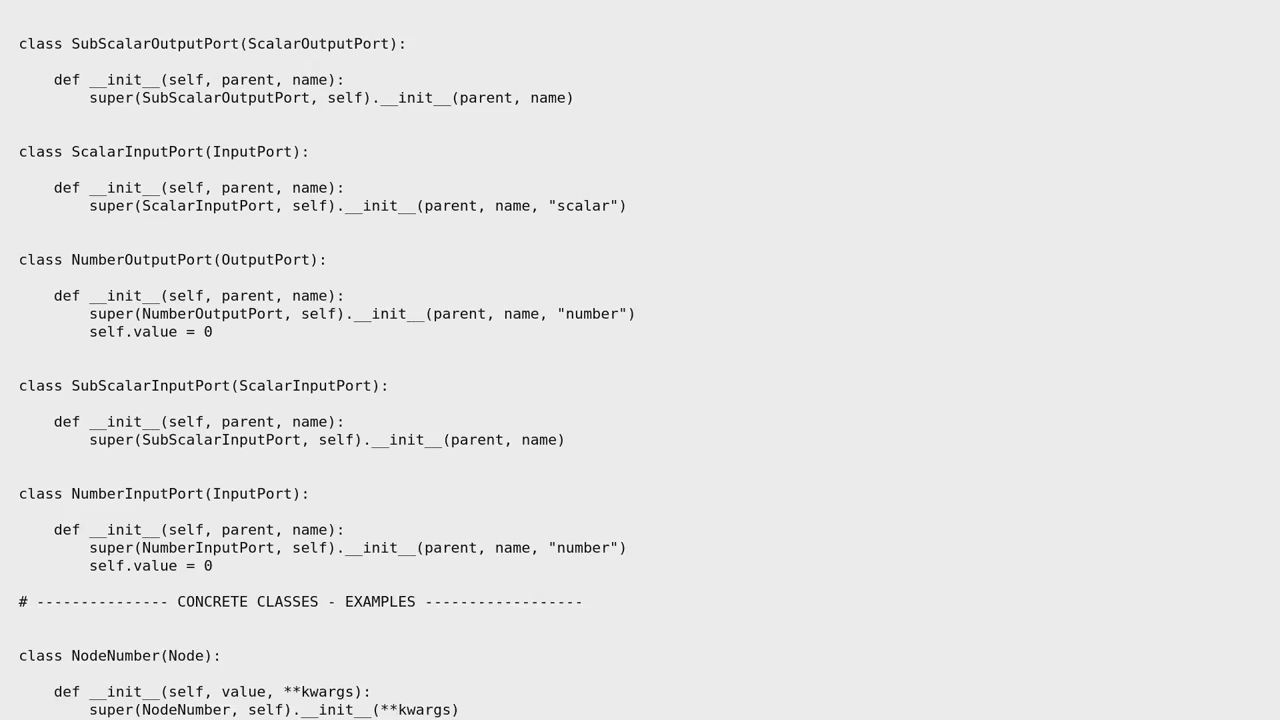 class SubScalarOutputPort(ScalarOutputPort):
    def __init__(self, parent, name):
        super(SubScalarOutputPort, self).__init__(parent, name)
class ScalarInputPort(InputPort):
    def __init__(self, parent, name):
        super(ScalarInputPort, self).__init__(parent, name, "scalar")
class NumberOutputPort(OutputPort):
    def __init__(self, parent, name):
        super(NumberOutputPort, self).__init__(parent, name, "number")
        self.value = 0
class SubScalarInputPort(ScalarInputPort):
    def __init__(self, parent, name):
        super(SubScalarInputPort, self).__init__(parent, name)
class NumberInputPort(InputPort):
    def __init__(self, parent, name):
        super(NumberInputPort, self).__init__(parent, name, "number")
        self.value = 0
# --------------- CONCRETE CLASSES - EXAMPLES ------------------
class NodeNumber(Node):
    def __init__(self, value, **kwargs):
        super(NodeNumber, self).__init__(**kwargs)